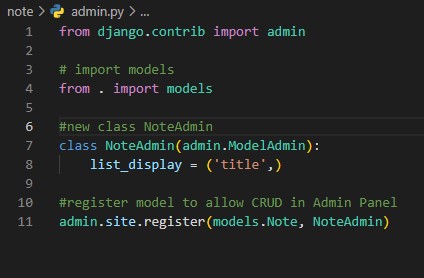 note > admin.py > ...
1 from django.contrib import admin
2
3 # import models
4 from . import models
5
6 #new class NoteAdmin
7 class NoteAdmin(admin.ModelAdmin):
8     list_display = ('title',)
9
10 #register model to allow CRUD in Admin Panel
11 admin.site.register(models.Note, NoteAdmin)